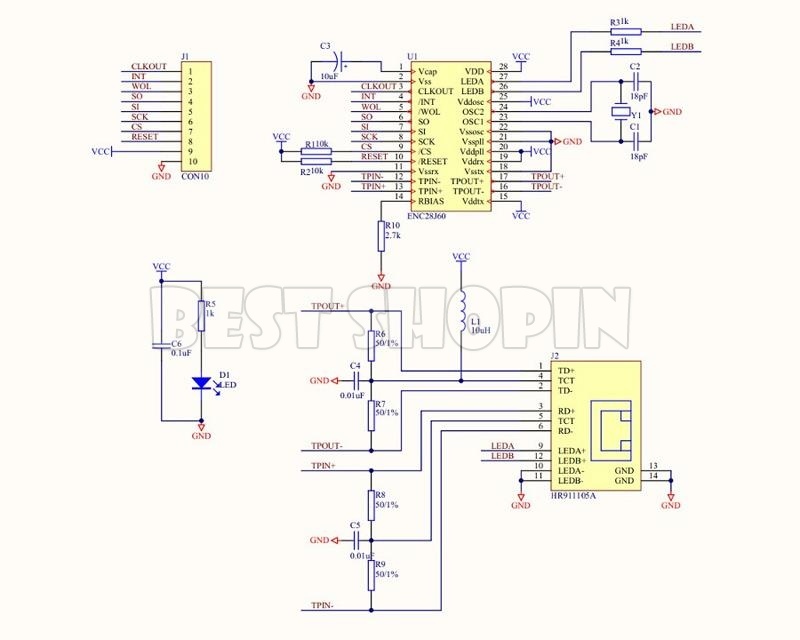 J1
CLKOUT 1
INT 2
WOL 3
SO 4
SI 5
SCK 6
CS 7
RESET 8
VCC 9
10
GND
CON10
C3
10uF
GND
U1
1 Vcap
2 Vss
CLKOUT 3 CLKOUT
INT 4 /INT
WOL 5 /WOL
SO 6 SO
SI 7 SI
SCK 8 SCK
CS 9 /CS
RESET 10 /RESET
11 Vssrx
TPIN- 12 TPIN-
TPIN+ 13 TPIN+
14 RBIAS
ENC28J60
VCC
R1 10k
R2 10k
GND
R10
2.7k
GND
VDD 28 VCC
LEDA 27
LEDB 26
Vddosc 25 VCC
OSC2 24
OSC1 23
Vssosc 22
Vsspll 21 GND
Vddpll 20 VCC
Vddrx 19
Vsstx 18
TPOUT+ 17 TPOUT+
TPOUT- 16 TPOUT-
Vddtx 15
VCC
R3 1k LEDA
R4 1k LEDB
C2
18pF
Y1
GND
C1
18pF
VCC
R5
1k
C6
0.1uF
D1
LED
GND
BEST SHOPIN
VCC
L1
10uH
TPOUT+
R6
50/1%
C4
GND
0.01uF
R7
50/1%
TPOUT-
TPIN+
R8
50/1%
C5
GND
0.01uF
R9
50/1%
TPIN-
J2
1 TD+
4 TCT
2 TD-
3 RD+
5 TCT
6 RD-
LEDA 9 LEDA+
LEDB 12 LEDB+
10 LEDA-
11 LEDB-
GND 13
GND 14
HR911105A
GND
GND